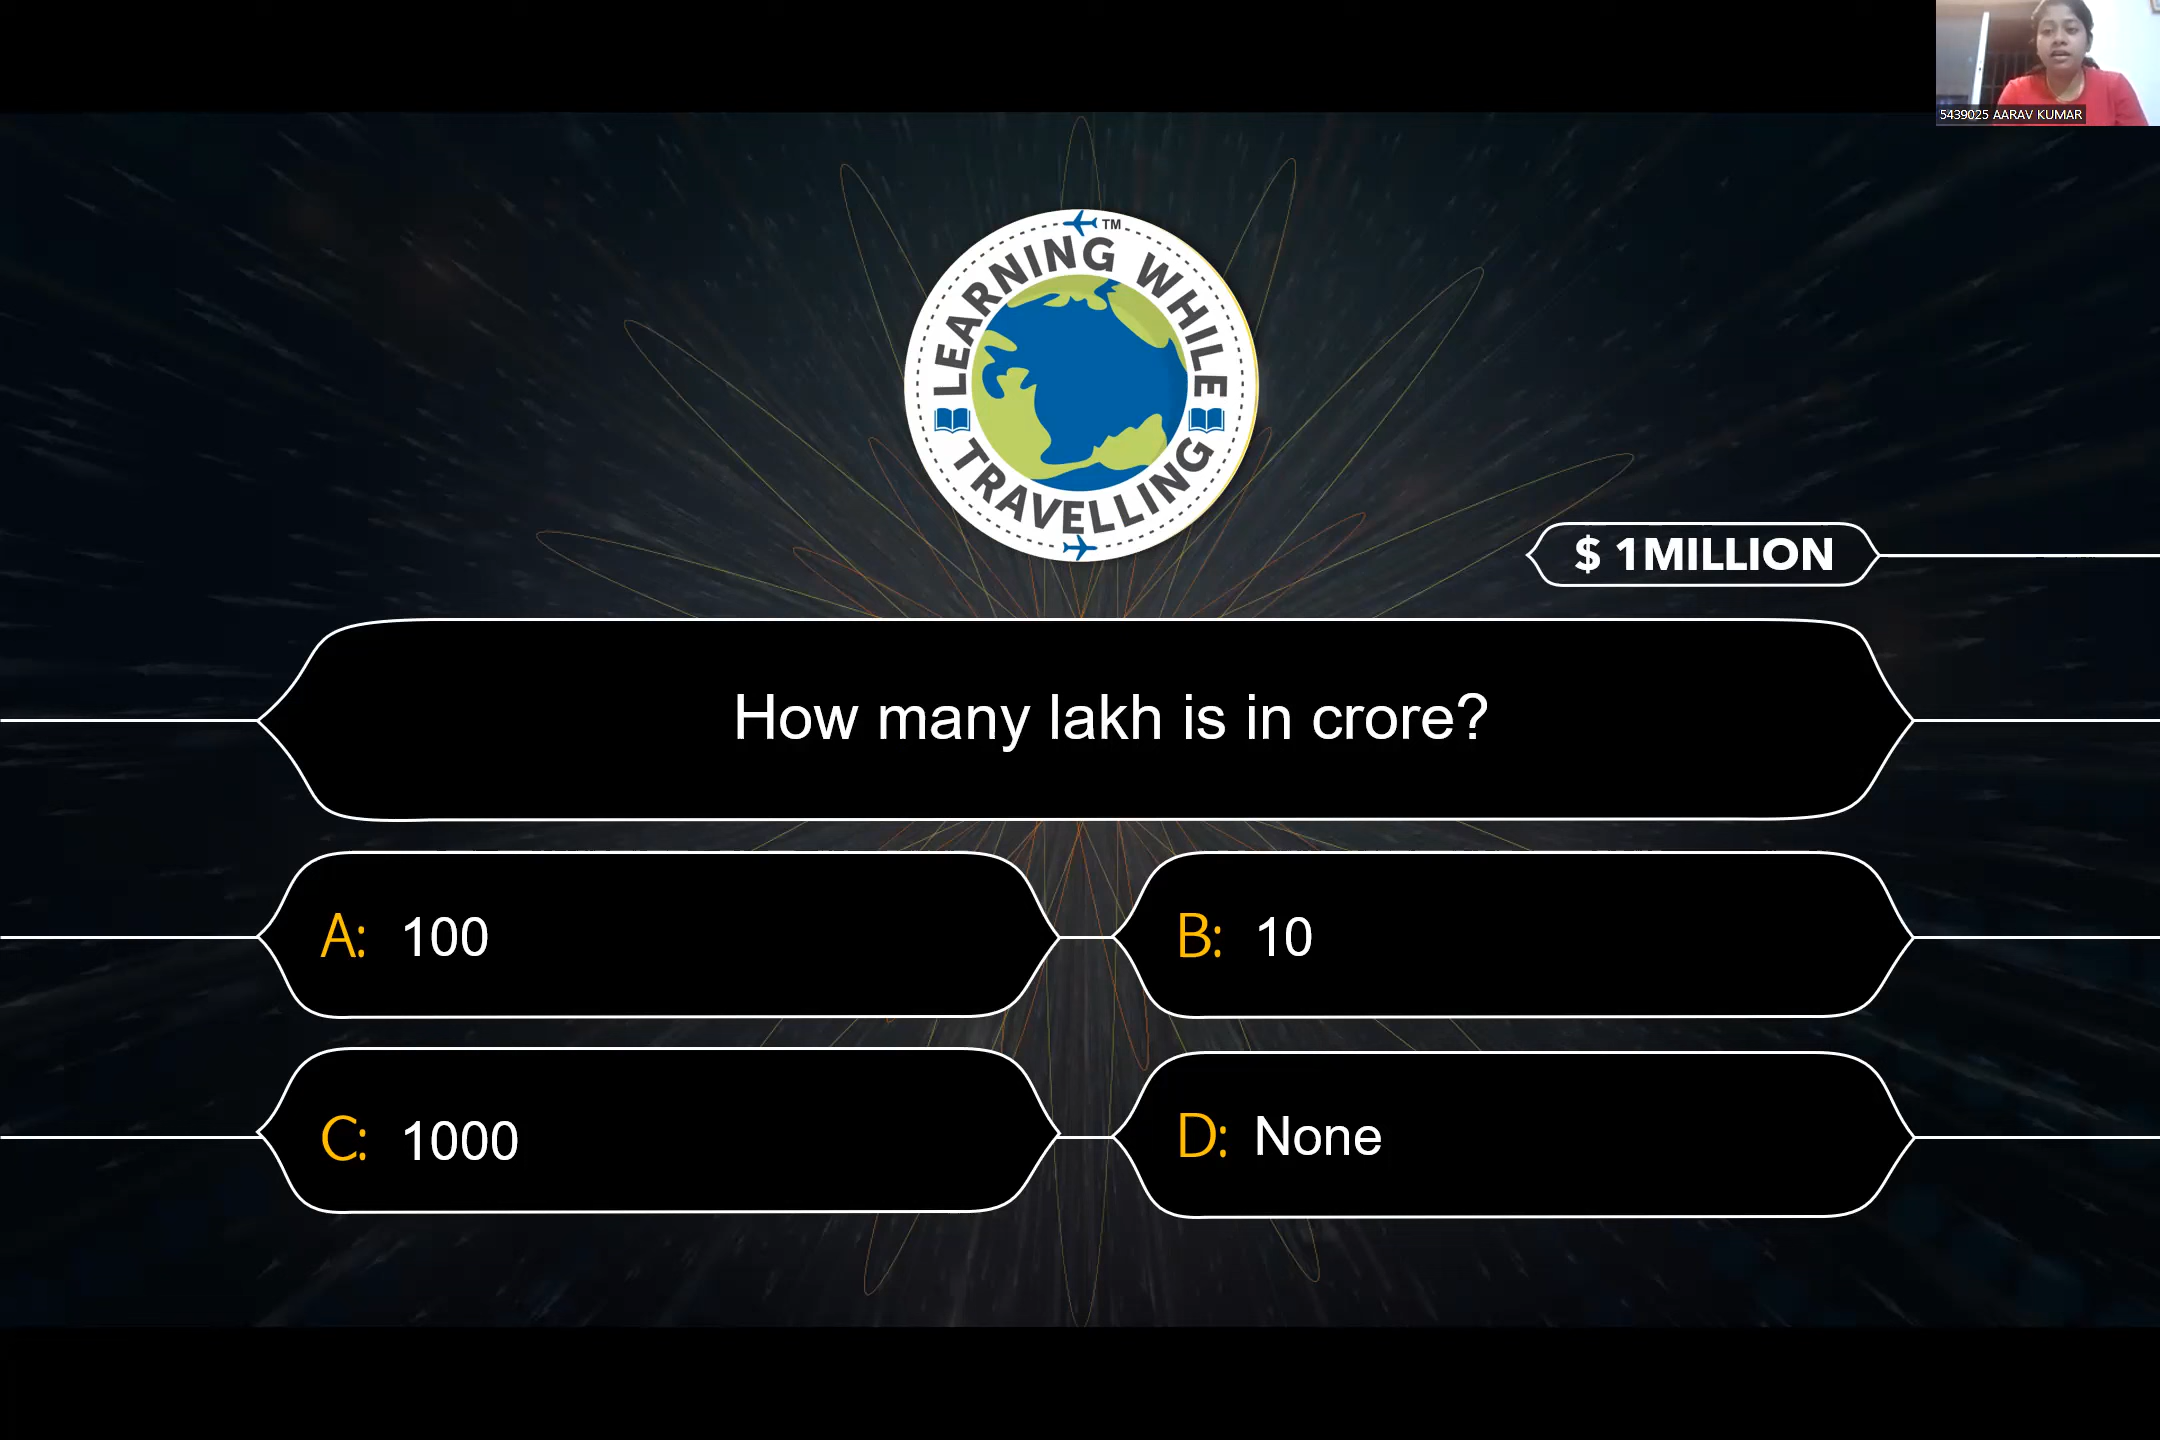 5439025 AARAV KUMAR
TM
LEARNING WHILE
TRAVELLING
$ 1MILLION
How many lakh is in crore?
A: 100
B: 10
C: 1000
D: None